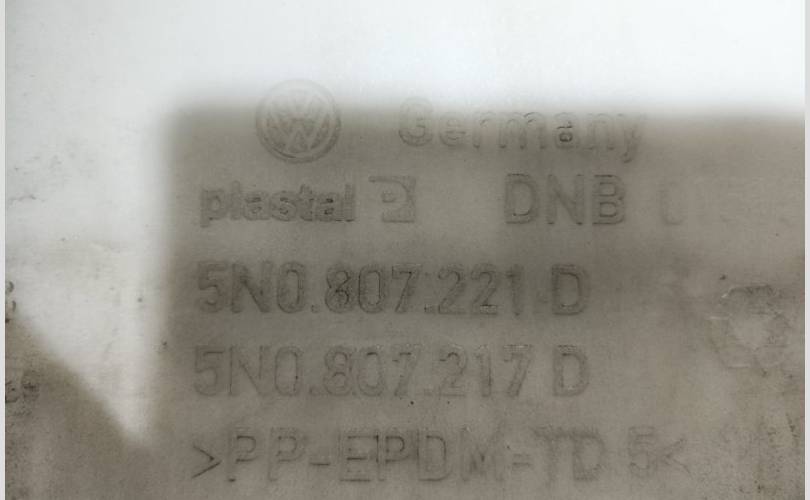 Germany
plastal DNB
5N0.807.221 D
5N0.807.217 D
>PP-EPDM-TD 5<